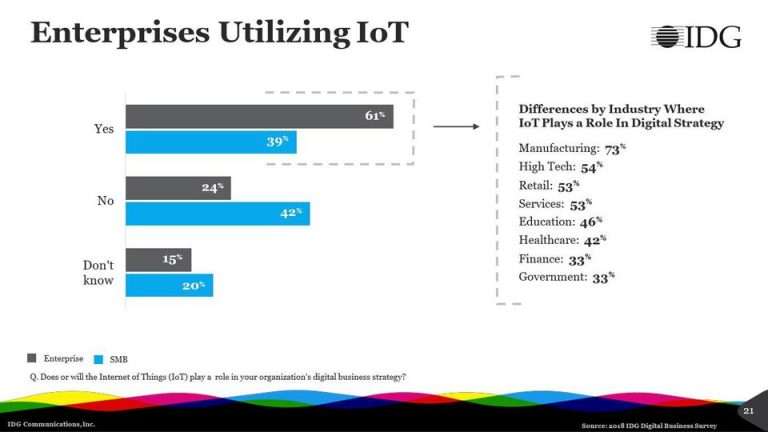 Enterprises Utilizing IoT
IDG
Yes
61%
39%
No
24%
42%
Don't
know
15%
20%
Differences by Industry Where
IoT Plays a Role In Digital Strategy
Manufacturing: 73%
High Tech: 54%
Retail: 53%
Services: 53%
Education: 46%
Healthcare: 42%
Finance: 33%
Government: 33%
Enterprise
SMB
Q. Does or will the Internet of Things (IoT) play a role in your organization's digital business strategy?
21
IDG Communications, Inc.
Source: 2018 IDG Digital Business Survey